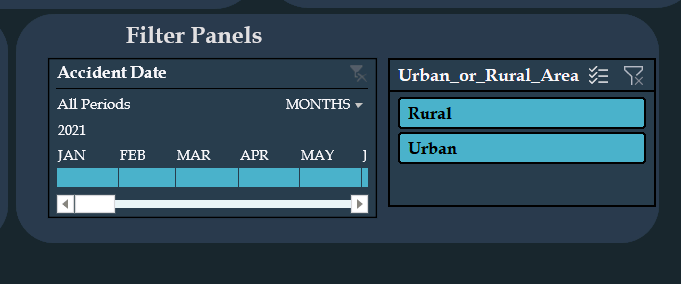 Filter Panels
Accident Date
All Periods MONTHS
2021
JAN FEB MAR APR MAY J
Urban_or_Rural_Area
Rural
Urban